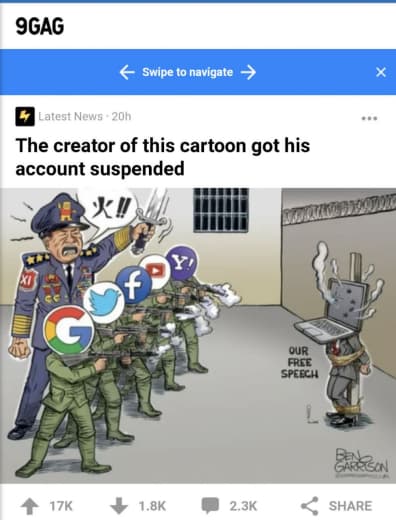 9GAG
Swipe to navigate
Latest News · 20h
The creator of this cartoon got his
account suspended
火!!
XI
Y!
f
G
OUR
FREE
SPEECH
BEN
GARRISON
17K
1.8K
2.3K
SHARE